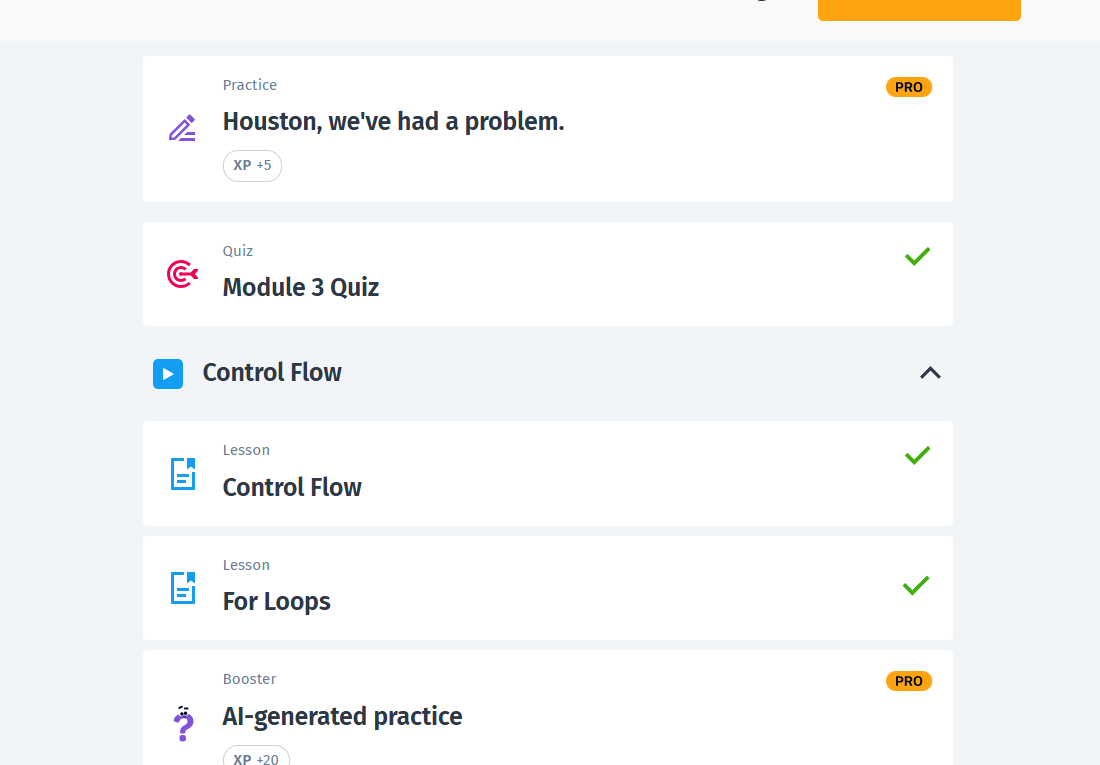 Practice
PRO
Houston, we've had a problem.
XP +5
Quiz
Module 3 Quiz
Control Flow
Lesson
Control Flow
Lesson
For Loops
Booster
PRO
AI-generated practice
XP +20